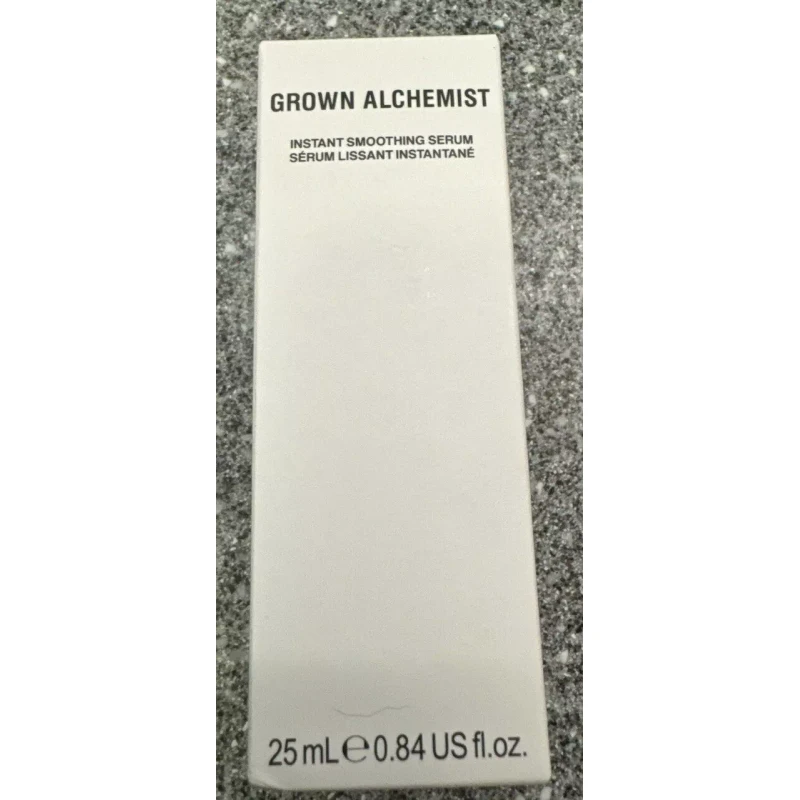 GROWN ALCHEMIST
INSTANT SMOOTHING SERUM
SÉRUM LISSANT INSTANTANÉ
25 mL ℮ 0.84 US fl.oz.